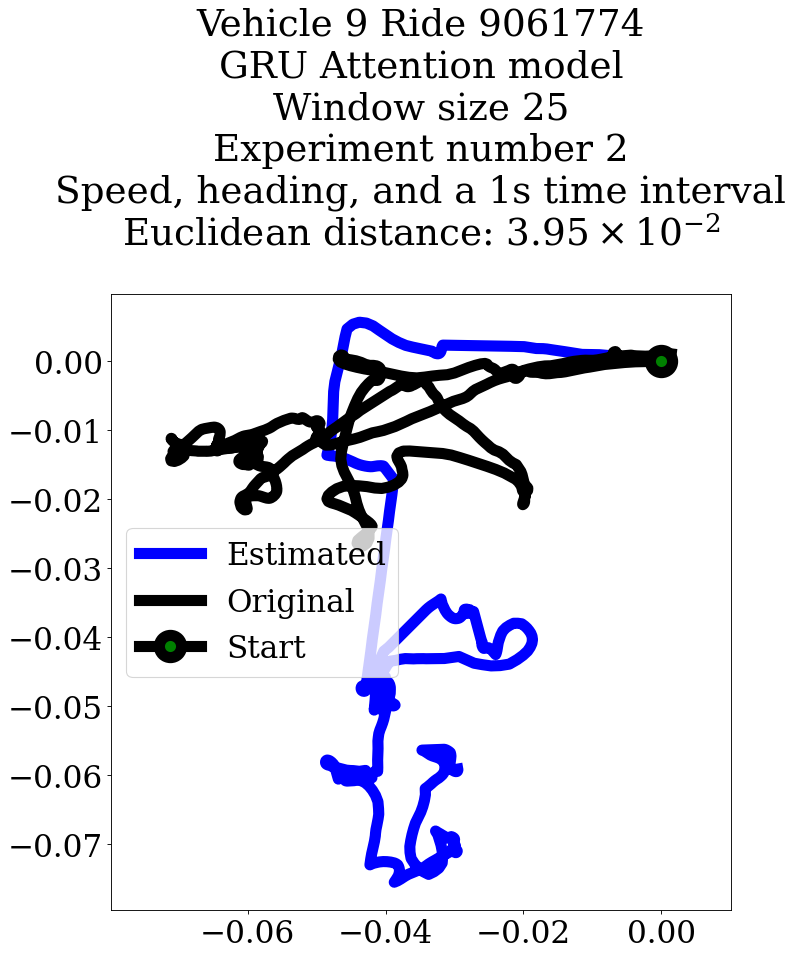 Vehicle 9 Ride 9061774
GRU Attention model
Window size 25
Experiment number 2
Speed, heading, and a 1s time interval
Euclidean distance: 3.95 × 10⁻²
0.00
−0.01
−0.02
−0.03
−0.04
−0.05
−0.06
−0.07
Estimated
Original
Start
−0.06 −0.04 −0.02 0.00